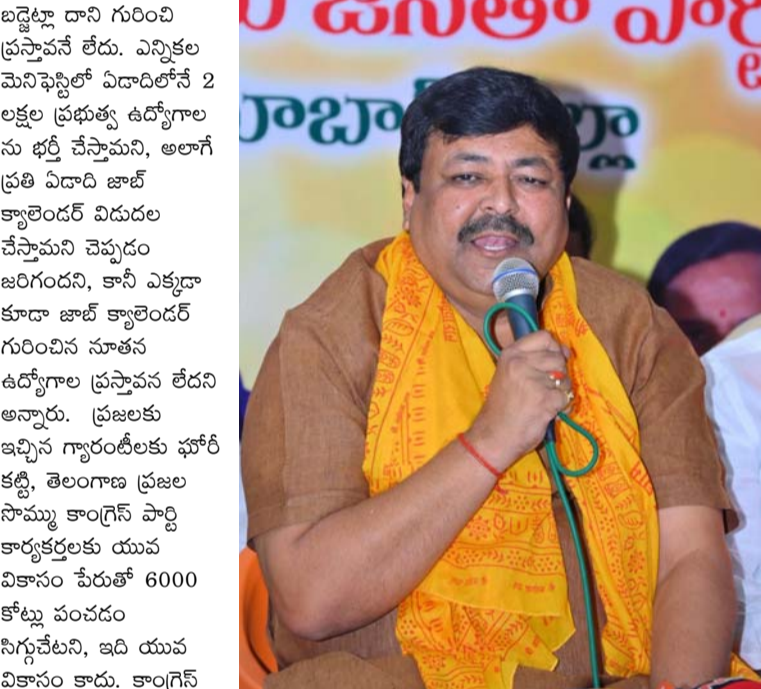 బడ్జెట్లా దాని గురించి
ప్రస్తావనే లేదు. ఎన్నికల
మెనిఫెస్టిలో ఏడాదిలోనే 2
లక్షల ప్రభుత్వ ఉద్యోగాల
ను భర్తీ చేస్తామని, అలాగే
ప్రతి ఏడాది జాబ్
క్యాలెండర్ విడుదల
చేస్తామని చెప్పడం
జరిగందని, కానీ ఎక్కడా
కూడా జాబ్ క్యాలెండర్
గురించిన నూతన
ఉద్యోగాల ప్రస్తావన లేదని
అన్నారు. ప్రజలకు
ఇచ్చిన గ్యారంటీలకు ఘోరీ
కట్టి, తెలంగాణ ప్రజల
సొమ్ము కాంగ్రెస్ పార్టి
కార్యకర్తలకు యువ
వికాసం పేరుతో 6000
కోట్లు పంచడం
సిగ్గుచేటని, ఇది యువ
వికాసం కాదు. కాంగ్రెస్
జనతా